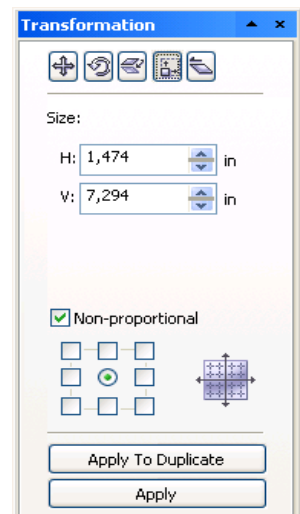 Transformation
Size:
H: 1,474 in
V: 7,294 in
Non-proportional
Apply To Duplicate
Apply